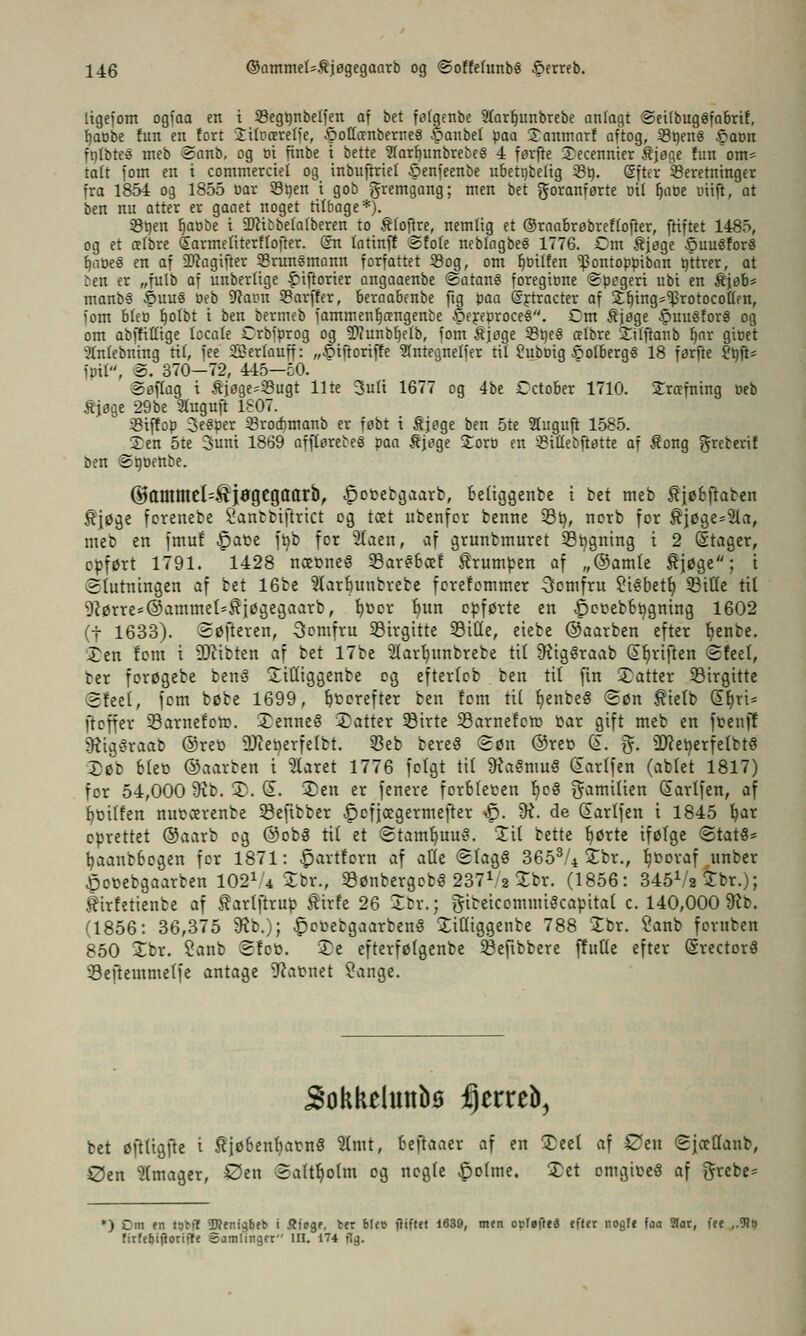 146 Gammel-Kjøgegaard og Sokkelunds Herred.
ligesom ogsaa en i Begyndelsen af det følgende Aarhundrede anlagt Seildugsfabrik,
havde kun en kort Tilværelse, Hollændernes Handel paa Danmark aftog, Byens Havn
fyldtes med Sand, og vi finde i dette Aarhundredes 4 første Decennier Kjøge kun om-
talt som en i commerciel og industriel Henseende ubetydelig By. Efter Beretninger
fra 1854 og 1855 var Byen i god Fremgang; men det Foranførte vil have viist, at
den nu atter er gaaet noget tilbage*).
Byen havde i Middelalderen to Klostre, nemlig et Graabrødrekloster, stiftet 1485,
og et ældre Carmeliterkloster. En latinsk Skole nedlagdes 1776. Om Kjøge Huuskors
haves en af Magister Brunsmann forfattet Bog, om hvilken Pontoppidan yttrer, at
den er „fuld af underlige Historier angaaende Satans foregivne Spøgeri udi en Kjøb-
mands Huus ved Navn Barsker, beraabende sig paa Extracter af Thing-Protocollen,
som blev holdt i den dermed sammenhængende Hexeproces". Om Kjøge Huuskors og
om adskillige locale Ordsprog og Mundheld, som Kjøge Byes ældre Tilstand har givet
Anledning til, see Werlauff: „Historiske Antegnelser til Ludvig Holbergs 18 første Lyst-
spil", S. 370—72, 445—50.
Søslag i Kjøge-Bugt 11te Juli 1677 og 4de October 1710. Træfning ved
Kjøge 29de August 1807.
Biskop Jesper Brochmand er født i Kjøge den 5te August 1585.
Den 5te Juni 1869 afsløredes paa Kjøge Torv en Billedstøtte af Kong Frederik
den Syvende.
Gammel-Kjøgegaard, Hovedgaard, beliggende i det med Kjøbstaden
Kjøge forenede Landdistrict og tæt udenfor denne By, nord for Kjøge-Aa,
med en smuk Have syd for Aaen, af grundmuret Bygning i 2 Etager,
opført 1791. 1428 nævnes Barsbæk Krumpen af „Gamle Kjøge"; i
Slutningen af det 16de Aarhundrede forekommer Jomfru Lisbeth Bille til
Nørre-Gammel-Kjøgegaard, hvor hun opførte en Hovedbygning 1602
(† 1633). Søsteren, Jomfru Birgitte Bille, eiede Gaarden efter hende.
Den kom i Midten af det 17de Aarhundrede til Rigsraad Christen Skeel,
der forøgede dens Tilliggende og efterlod den til sin Datter Birgitte
Skeel, som døde 1699, hvorefter den kom til hendes Søn Kield Chri-
stoffer Barnekow. Dennes Datter Birte Barnekow var gift med en svensk
Rigsraad Grev Meyerfeldt. Ved deres Søn Grev C. F. Meyerfeldts
Død blev Gaarden i Aaret 1776 solgt til Rasmus Carlsen (adlet 1817)
for 54,000 Rd. D. C. Den er senere forbleven hos Familien Carlsen, af
hvilken nuværende Besidder Hofjægermester H. R. de Carlsen i 1845 har
oprettet Gaard og Gods til et Stamhuus. Til dette hørte ifølge Stats-
haandbogen for 1871: Hartkorn af alle Slags 365³/₄ Tdr., hvoraf under
Hovedgaarden 102¹/₄ Tdr., Bøndergods 237¹/₂ Tdr. (1856: 345¹/₂ Tdr.);
Kirketiende af Karlstrup Kirke 26 Tdr.; Fideicommiscapital c. 140,000 Rd.
(1856: 36,375 Rd.); Hovedgaardens Tilliggende 788 Tdr. Land foruden
850 Tdr. Land Skov. De efterfølgende Besiddere skulle efter Erectors
Bestemmelse antage Navnet Lange.
Sokkelunds Herred,
det østligste i Kjøbenhavns Amt, bestaaer af en Deel af Øen Sjælland,
Øen Amager, Øen Saltholm og nogle Holme. Det omgives af Frede-
*) Om en tydsk Menighed i Kjøge, der blev stiftet 1639, men opløstes efter nogle faa Aar, see „Ny
kirkehistoriske Samlinger" III. 174 flg.